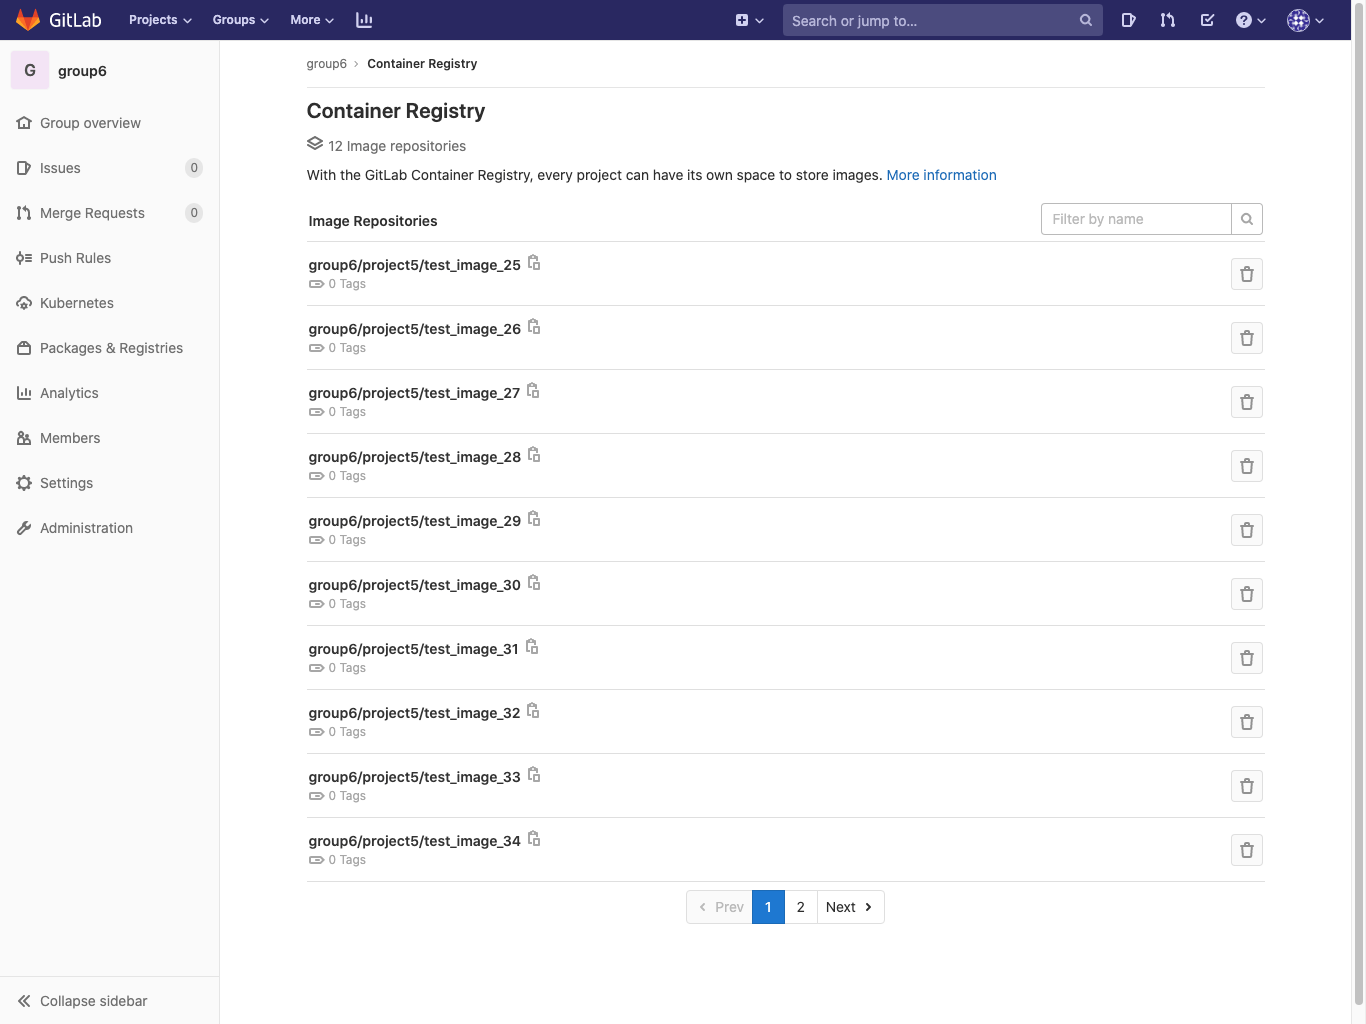 GitLab Projects Groups More Search or jump to...
G group6
Group overview
Issues 0
Merge Requests 0
Push Rules
Kubernetes
Packages & Registries
Analytics
Members
Settings
Administration
Collapse sidebar
group6 › Container Registry
Container Registry
12 Image repositories
With the GitLab Container Registry, every project can have its own space to store images. More information
Image Repositories Filter by name
group6/project5/test_image_25
0 Tags
group6/project5/test_image_26
0 Tags
group6/project5/test_image_27
0 Tags
group6/project5/test_image_28
0 Tags
group6/project5/test_image_29
0 Tags
group6/project5/test_image_30
0 Tags
group6/project5/test_image_31
0 Tags
group6/project5/test_image_32
0 Tags
group6/project5/test_image_33
0 Tags
group6/project5/test_image_34
0 Tags
Prev 1 2 Next